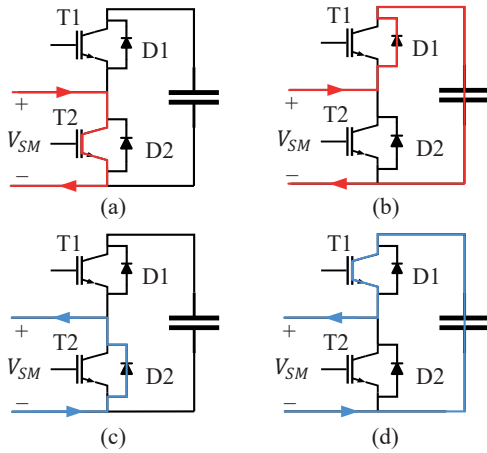 T1
D1
+
T2
V_SM
D2
−
(a)
T1
D1
+
T2
V_SM
D2
−
(b)
T1
D1
+
T2
V_SM
D2
−
(c)
T1
D1
+
T2
V_SM
D2
−
(d)